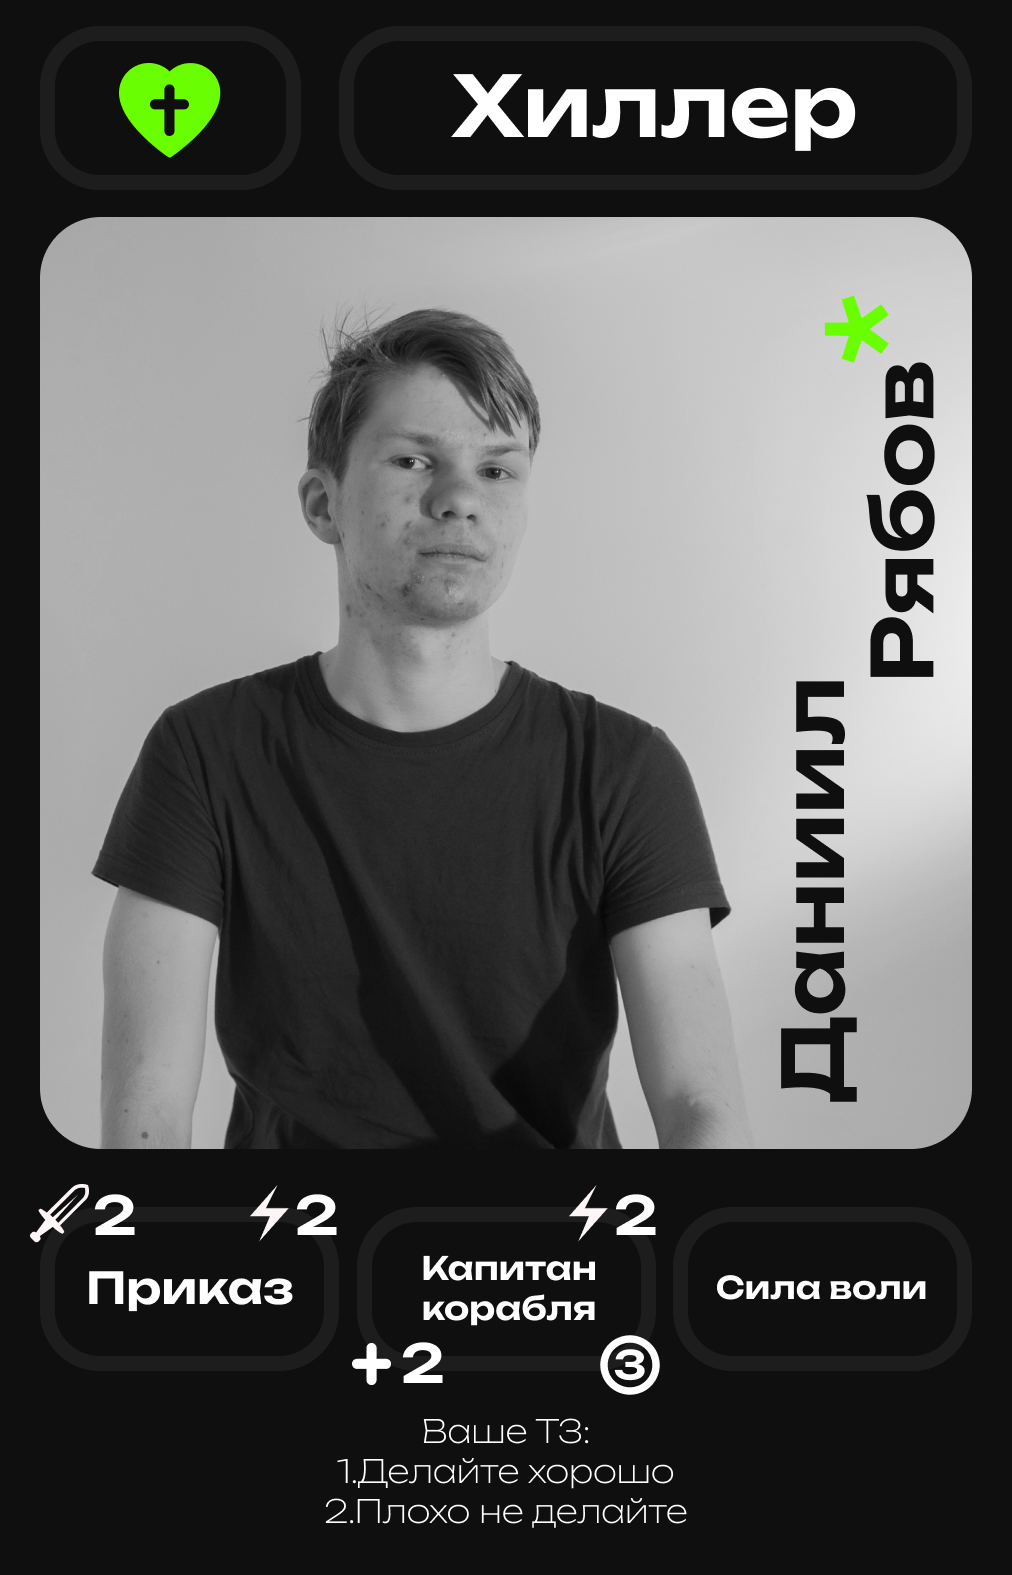 Хиллер
Даниил
Рябов
2
2
2
Приказ
Капитан
корабля
Сила воли
2
3
Ваше ТЗ:
1.Делайте хорошо
2.Плохо не делайте